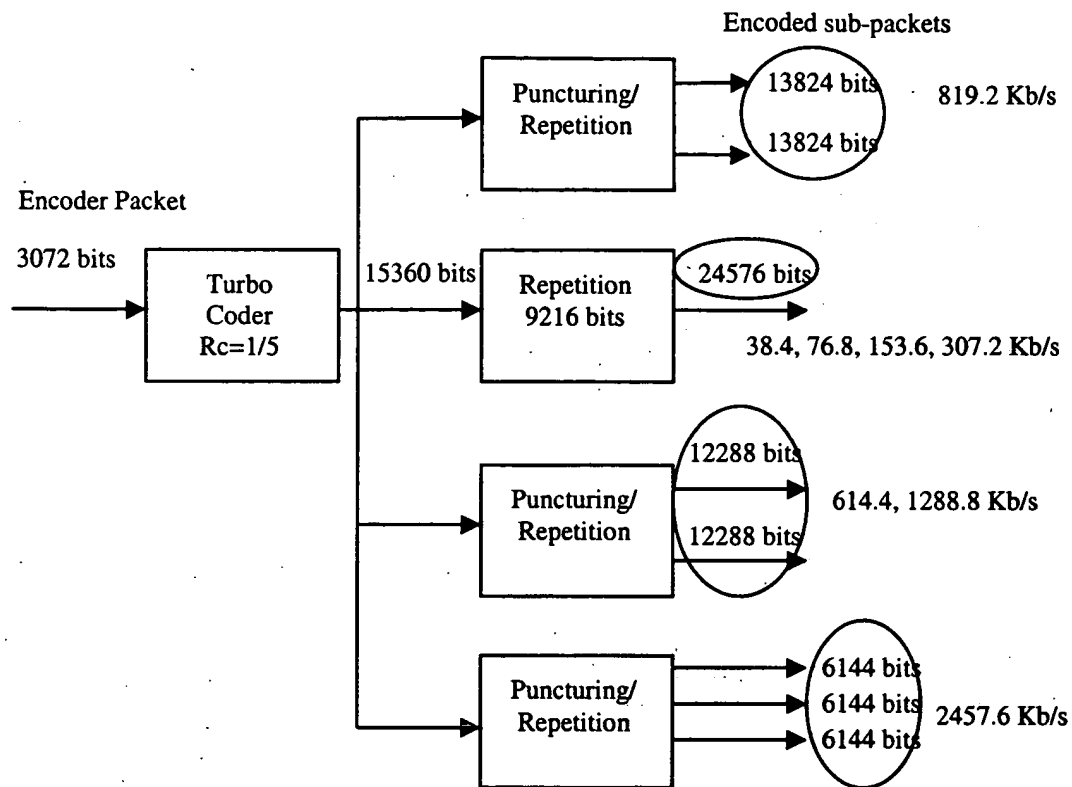 Encoded sub-packets
Puncturing/
Repetition
13824 bits
819.2 Kb/s
13824 bits
Encoder Packet
3072 bits
Turbo
Coder
Rc=1/5
15360 bits
Repetition
9216 bits
24576 bits
38.4, 76.8, 153.6, 307.2 Kb/s
Puncturing/
Repetition
12288 bits
614.4, 1288.8 Kb/s
12288 bits
Puncturing/
Repetition
6144 bits
6144 bits
6144 bits
2457.6 Kb/s